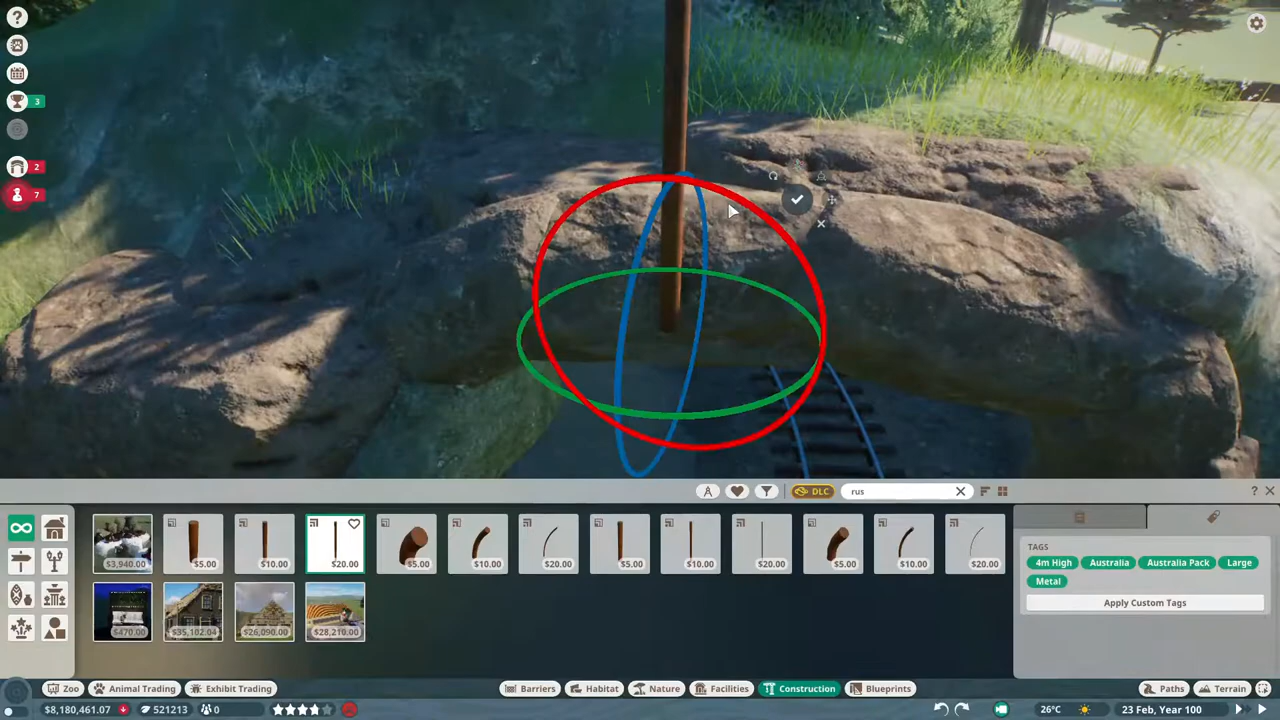 ?
3
2
7
DLC
rus
? 
$3,940.00
$5.00
$10.00
$20.00
$5.00
$10.00
$20.00
$5.00
$10.00
$20.00
$5.00
$10.00
$20.00
$470.00
$35,102.04
$26,090.00
$28,210.00
TAGS
4m High Australia Australia Pack Large
Metal
Apply Custom Tags
Zoo Animal Trading Exhibit Trading Barriers Habitat Nature Facilities Construction Blueprints Paths Terrain
$8,180,461.07 521213 0 26°C 23 Feb, Year 100